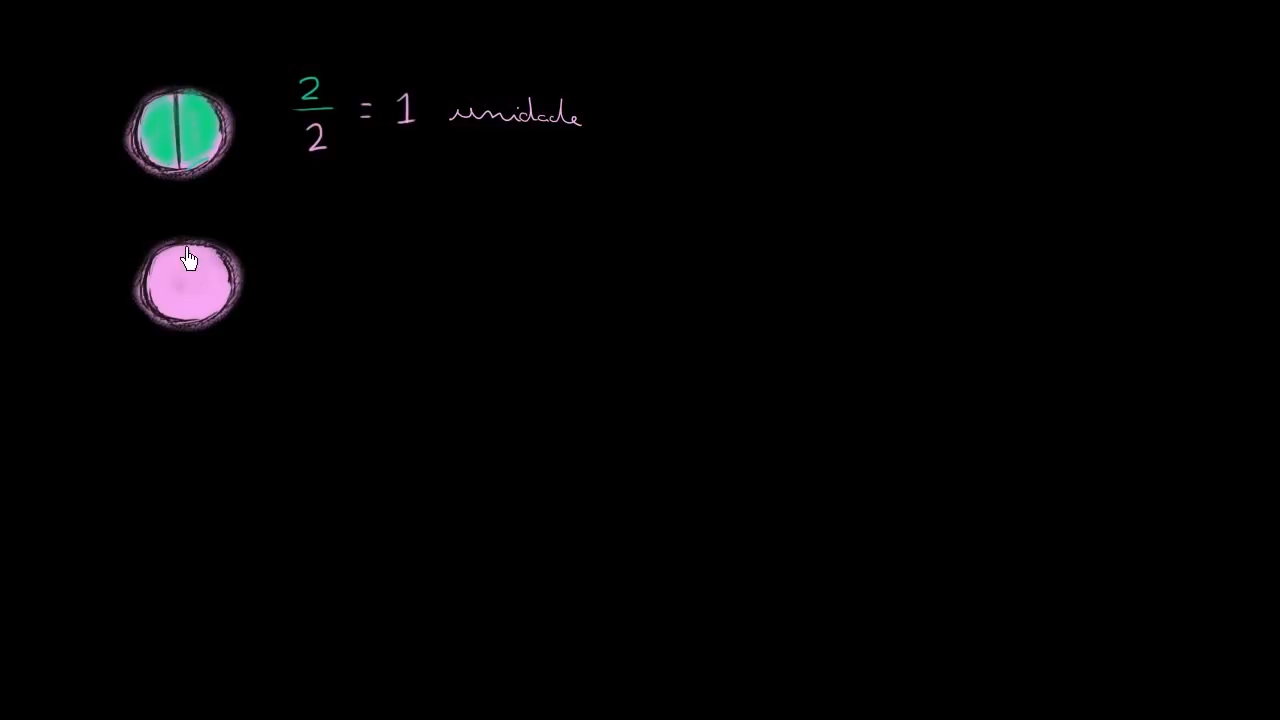 2/2 = 1 unidade